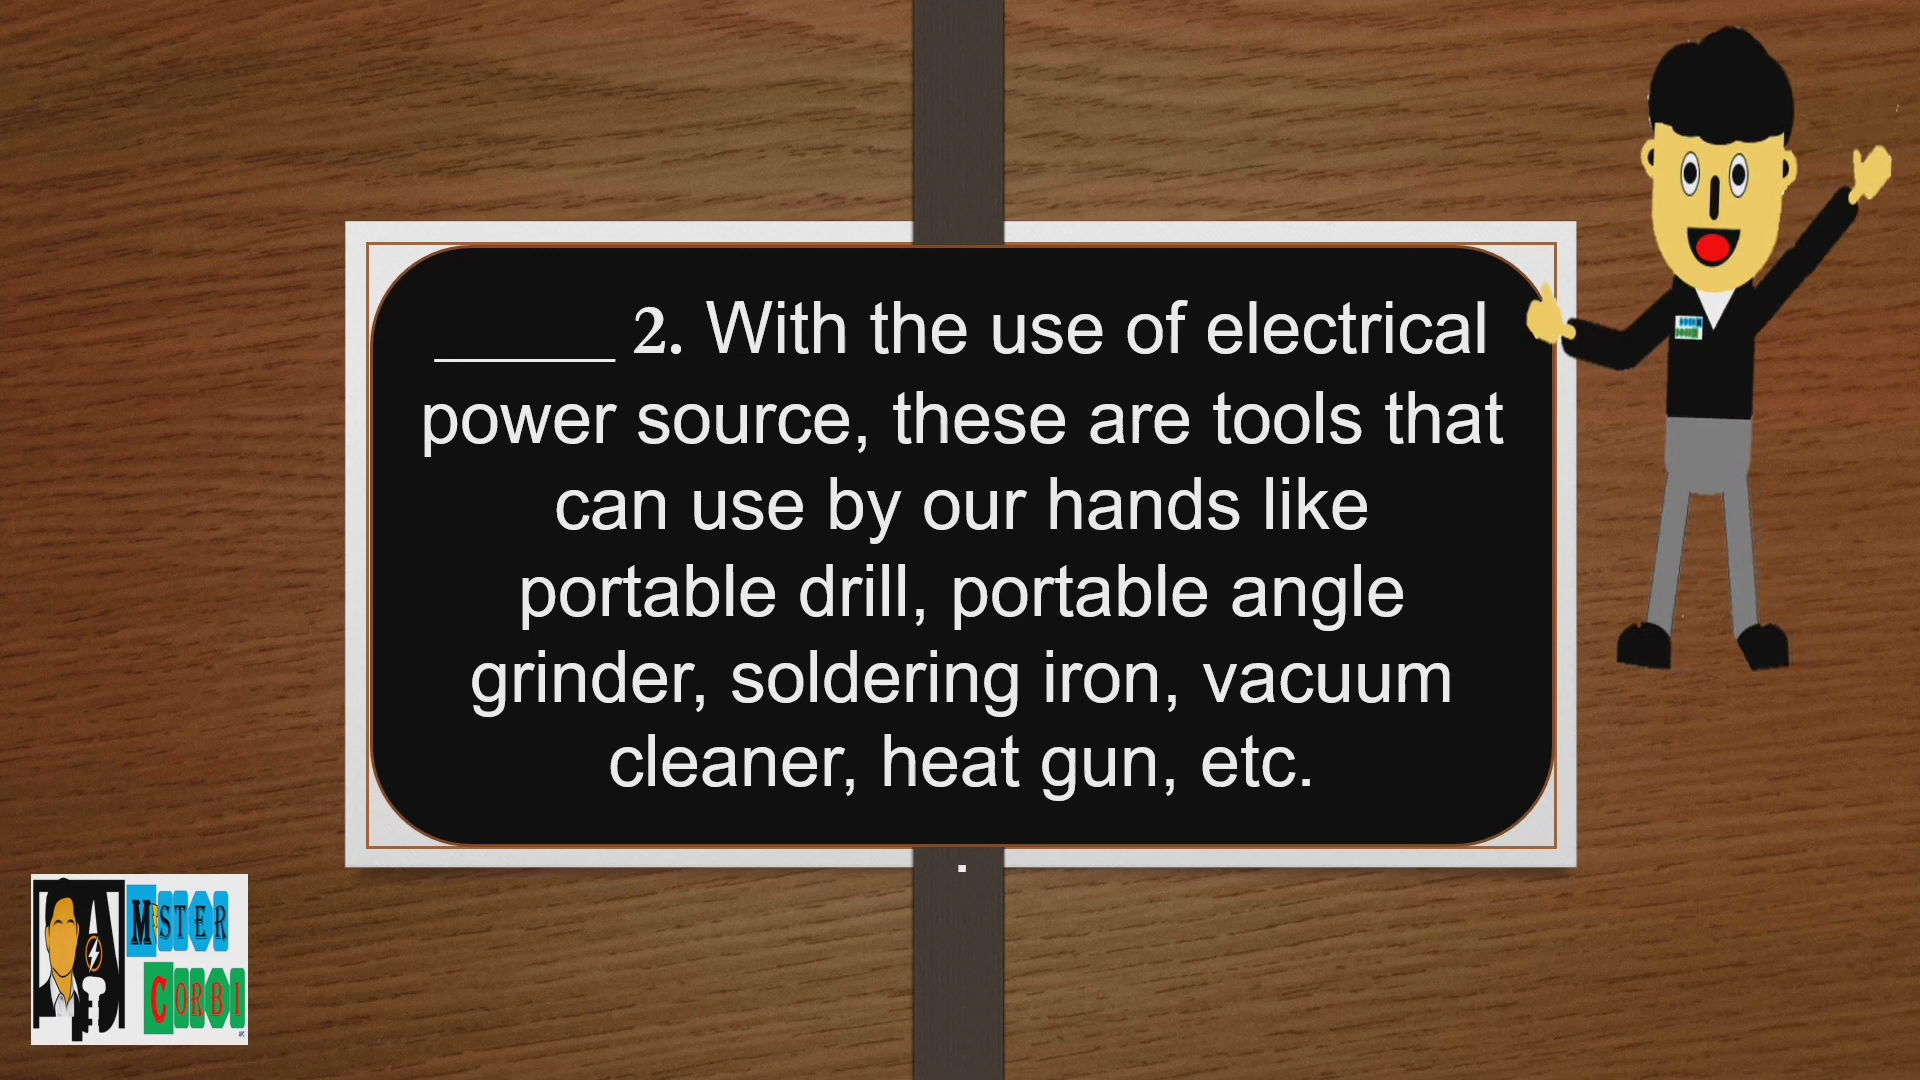 ______ 2. With the use of electrical
power source, these are tools that
can use by our hands like
portable drill, portable angle
grinder, soldering iron, vacuum
cleaner, heat gun, etc.
.
MISTER
CORBI